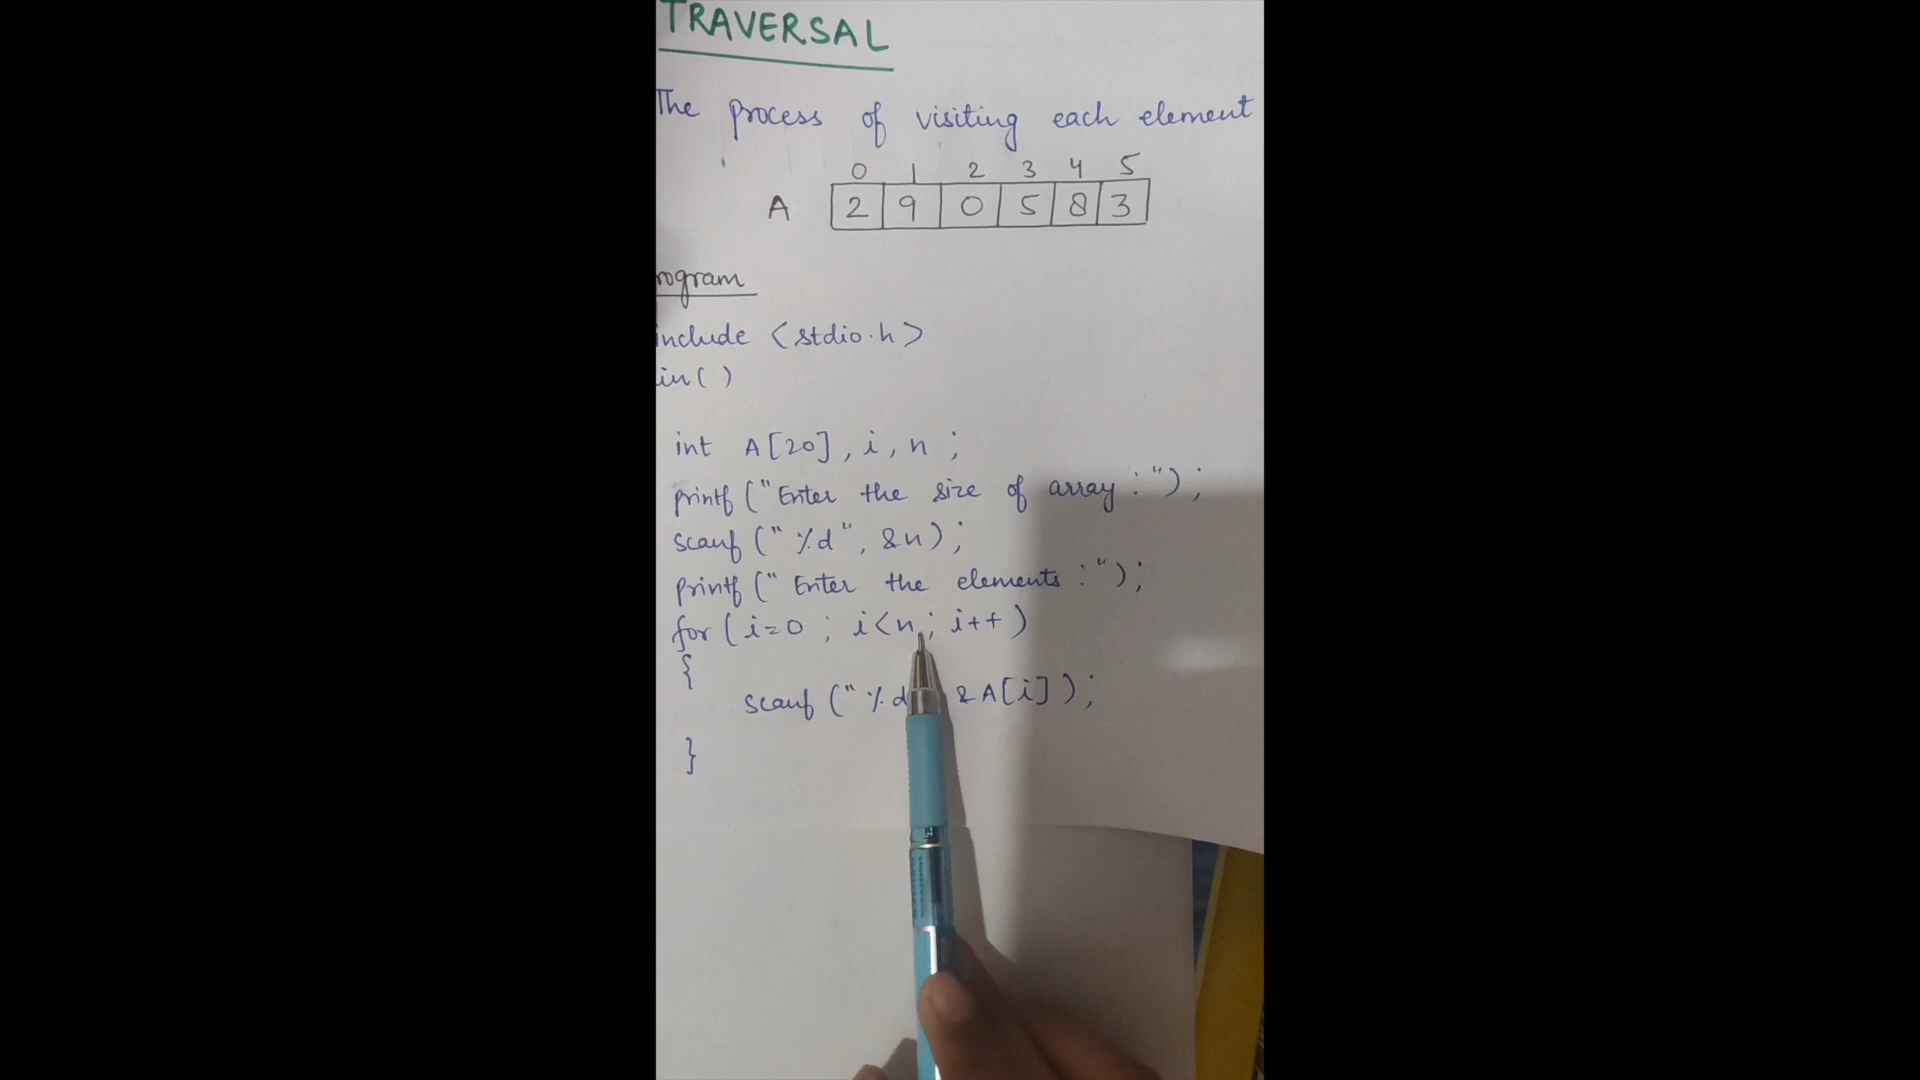 TRAVERSAL
The process of visiting each element
0 1 2 3 4 5
A 2 9 0 5 8 3
rogram
include <stdio.h>
in( )
int A[20], i, n ;
printf ("Enter the size of array : ") ;
scanf (" %d ", &n) ;
printf (" Enter the elements : ") ;
for ( i=0 ; i<n ; i++ )
{
scanf (" %d &A[i] ) ;
}